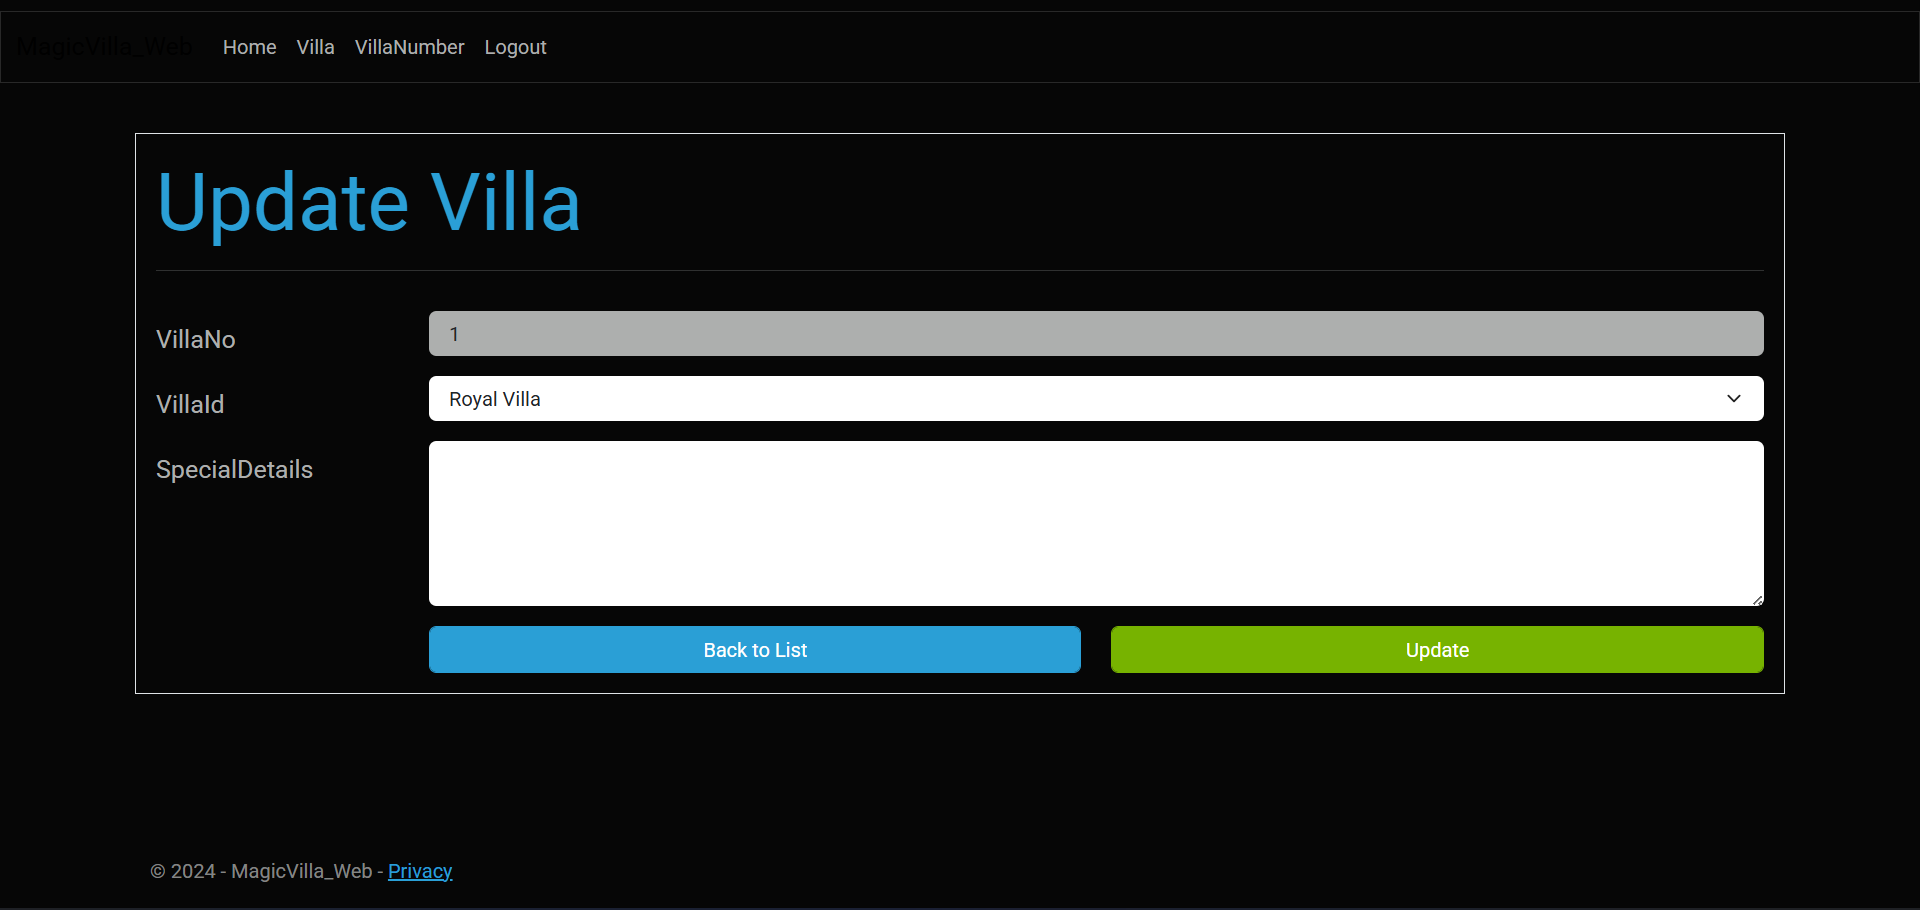 MagicVilla_Web Home Villa VillaNumber Logout
Update Villa
VillaNo 1
VillaId Royal Villa
SpecialDetails
Back to List Update
© 2024 - MagicVilla_Web - Privacy